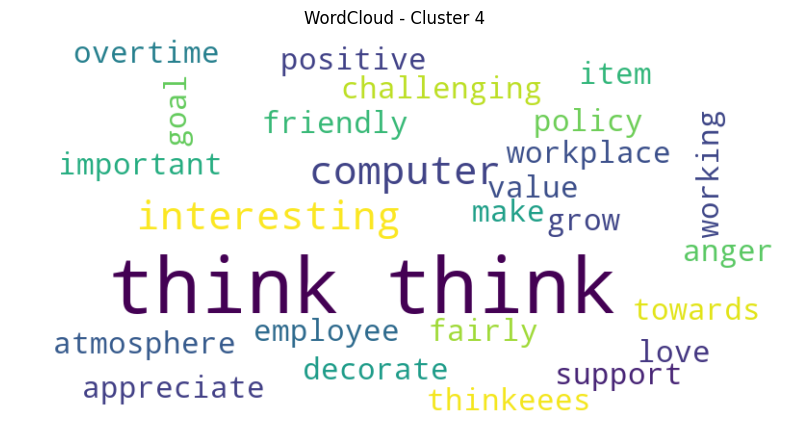 WordCloud - Cluster 4
overtime
positive
item
goal
challenging
friendly
policy
working
important
computer
workplace
value
interesting
make
grow
anger
think think
towards
atmosphere
employee
fairly
love
appreciate
decorate
support
thinkeees